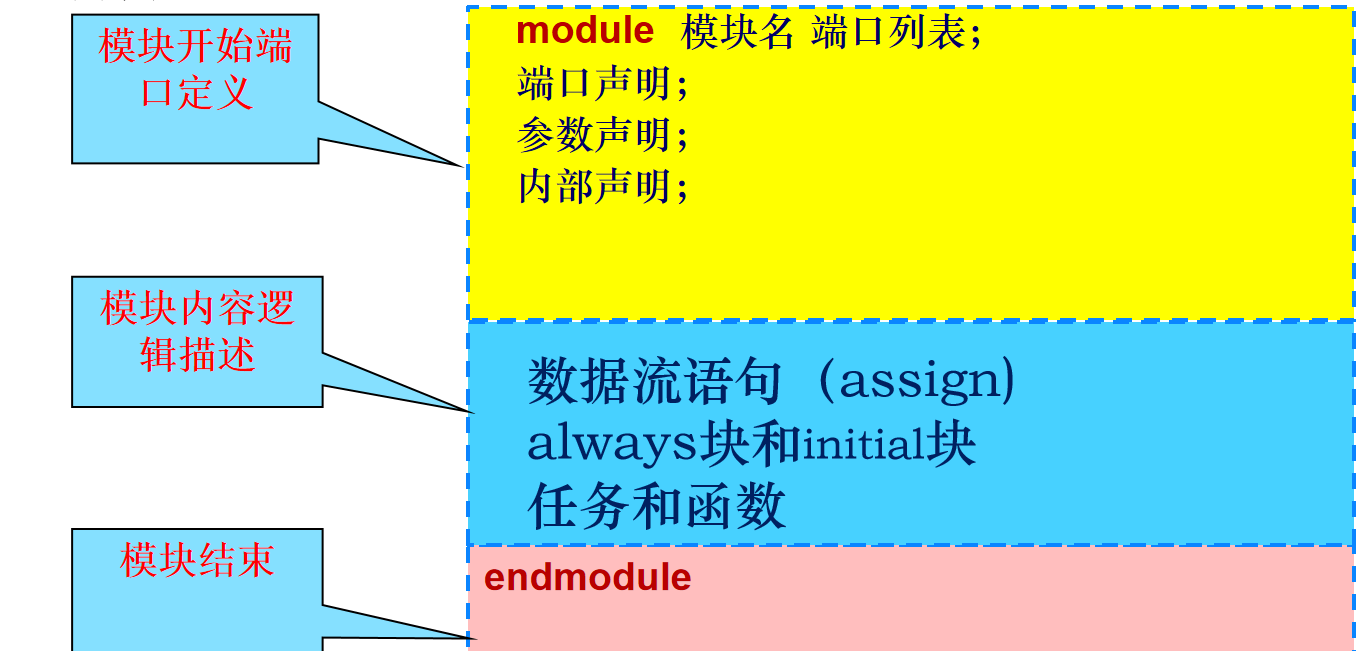 模块开始端
口定义
module 模块名 端口列表;
端口声明;
参数声明;
内部声明;
模块内容逻
辑描述
数据流语句（assign)
always块和initial块
任务和函数
模块结束
endmodule